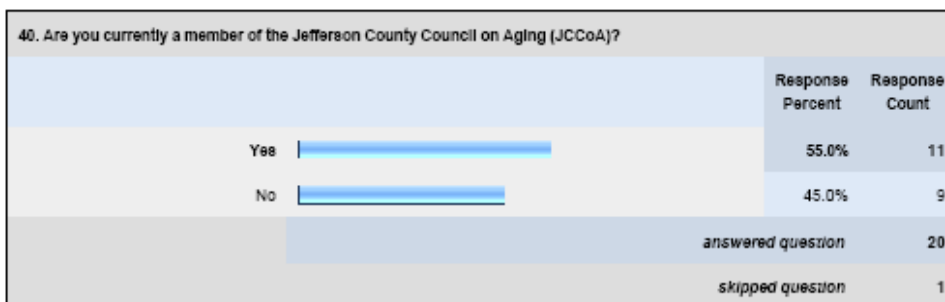 40. Are you currently a member of the Jefferson County Council on Aging (JCCoA)?
Response Percent Response Count
Yes 55.0% 11
No 45.0% 9
answered question 20
skipped question 1